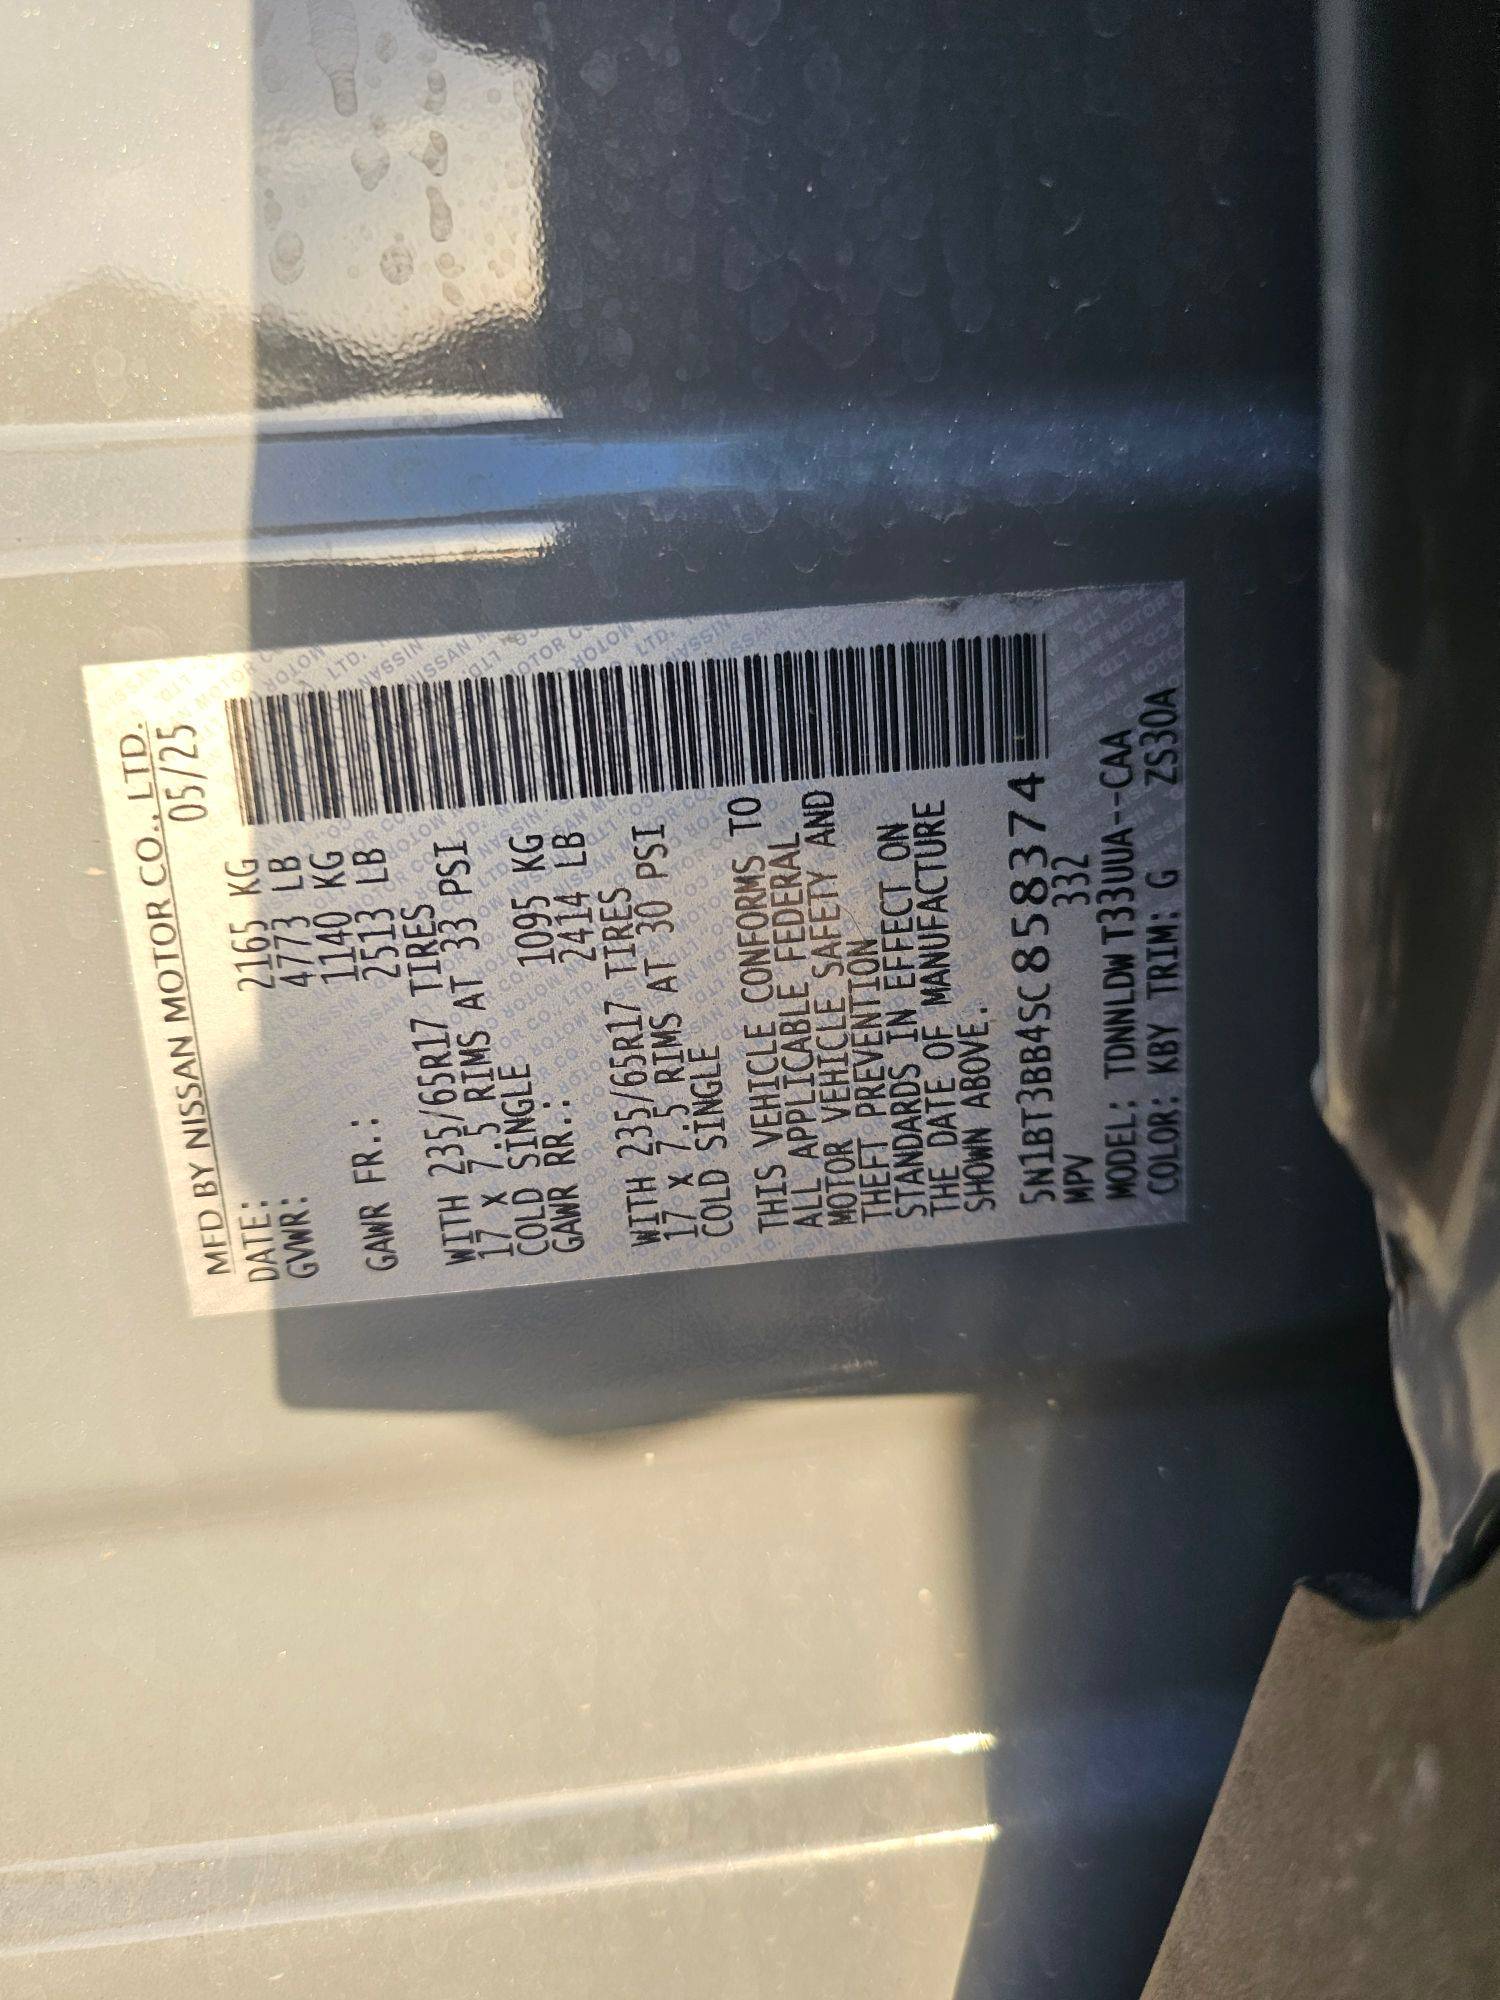 MFD BY NISSAN MOTOR CO., LTD.
DATE: 05/25
GVWR: 2165 KG
4773 LB
GAWR FR.: 1140 KG
2513 LB
WITH 235/65R17 TIRES
17 X 7.5 RIMS AT 33 PSI
COLD SINGLE
GAWR RR.: 1095 KG
2414 LB
WITH 235/65R17 TIRES
17 X 7.5 RIMS AT 30 PSI
COLD SINGLE
THIS VEHICLE CONFORMS TO
ALL APPLICABLE FEDERAL
MOTOR VEHICLE SAFETY AND
THEFT PREVENTION
STANDARDS IN EFFECT ON
THE DATE OF MANUFACTURE
SHOWN ABOVE.
5N1BT3BB4SC858374
MPV 332
MODEL: TDNNLDWT33UUA--CAA
COLOR: KBY TRIM: G ZS30A